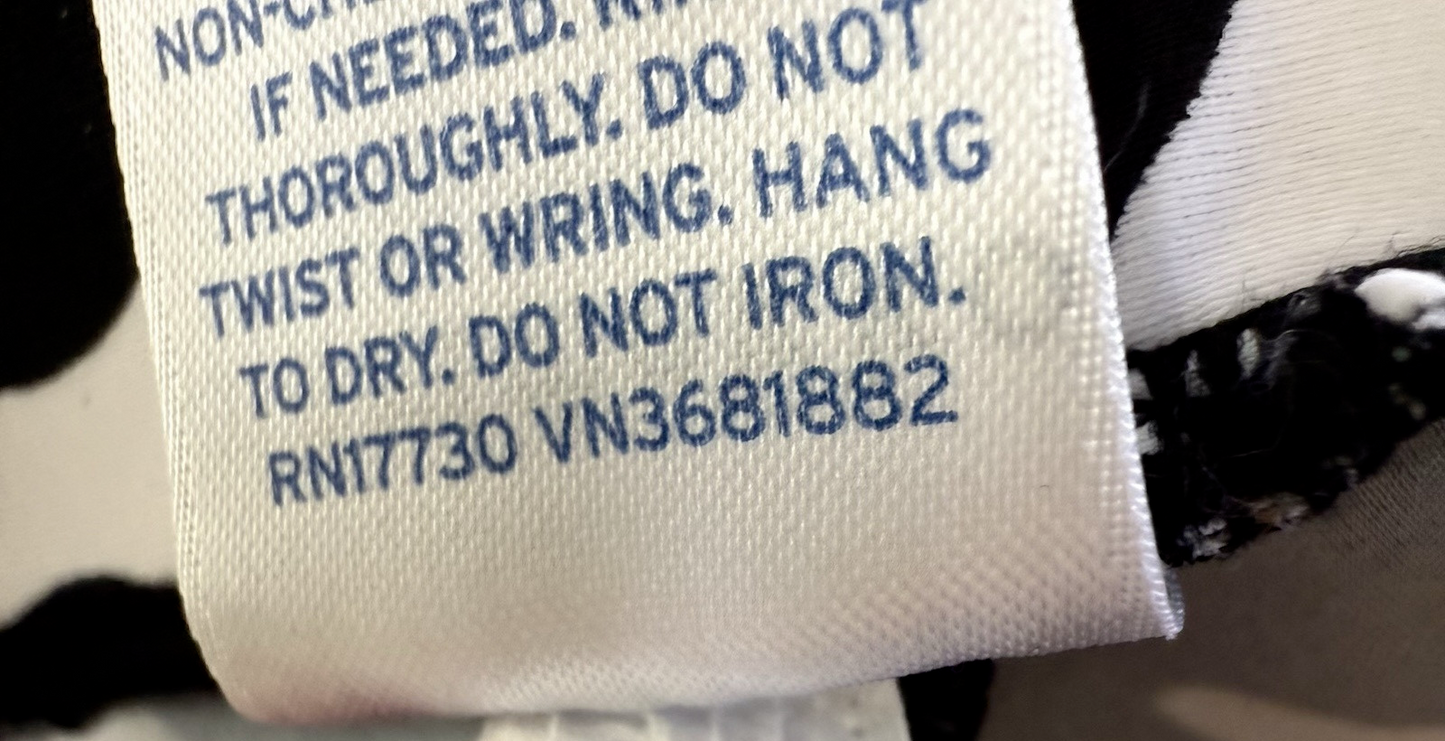 IF NEEDED.
THOROUGHLY. DO NOT
TWIST OR WRING. HANG
TO DRY. DO NOT IRON.
RN17730 VN3681882